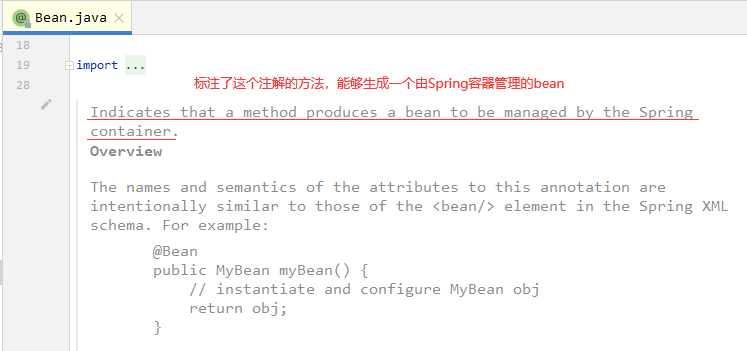 Bean.java
18
19 import ...
28 标注了这个注解的方法，能够生成一个由Spring容器管理的bean
Indicates that a method produces a bean to be managed by the Spring
container.
Overview
The names and semantics of the attributes to this annotation are
intentionally similar to those of the <bean/> element in the Spring XML
schema. For example:
@Bean
public MyBean myBean() {
// instantiate and configure MyBean obj
return obj;
}